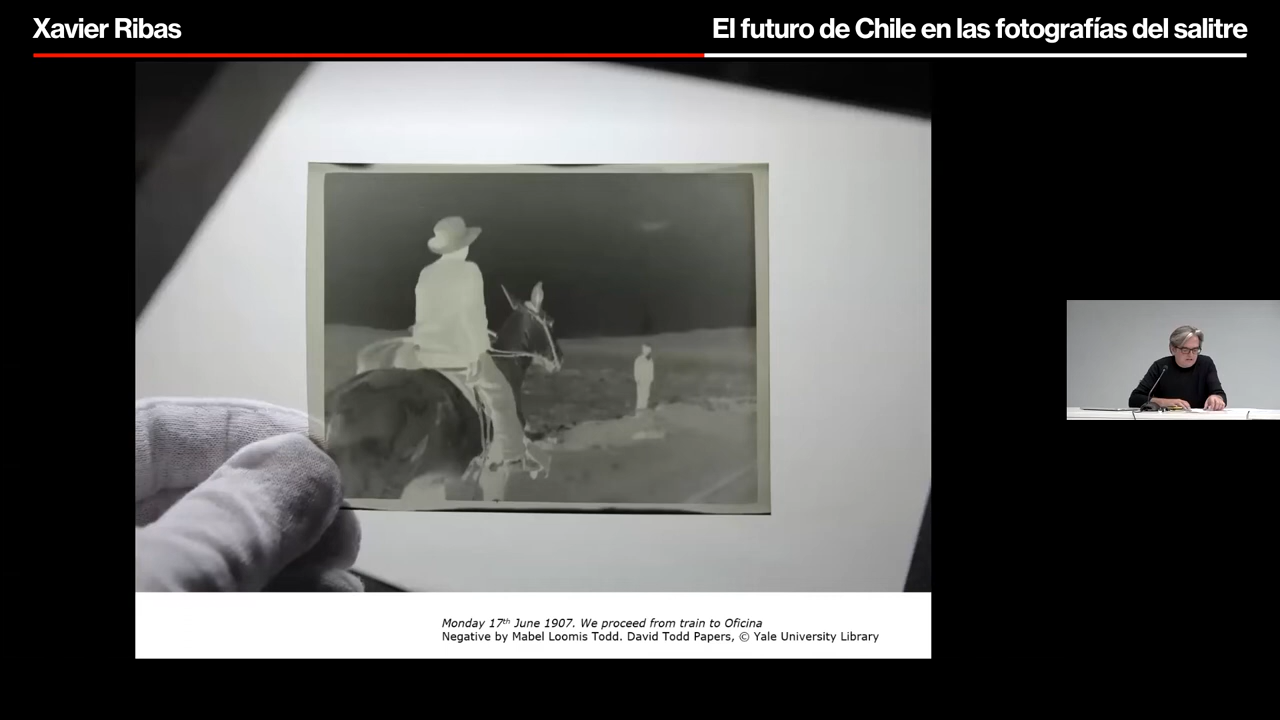 Xavier Ribas
El futuro de Chile en las fotografías del salitre
Monday 17th June 1907. We proceed from train to Oficina
Negative by Mabel Loomis Todd. David Todd Papers, © Yale University Library